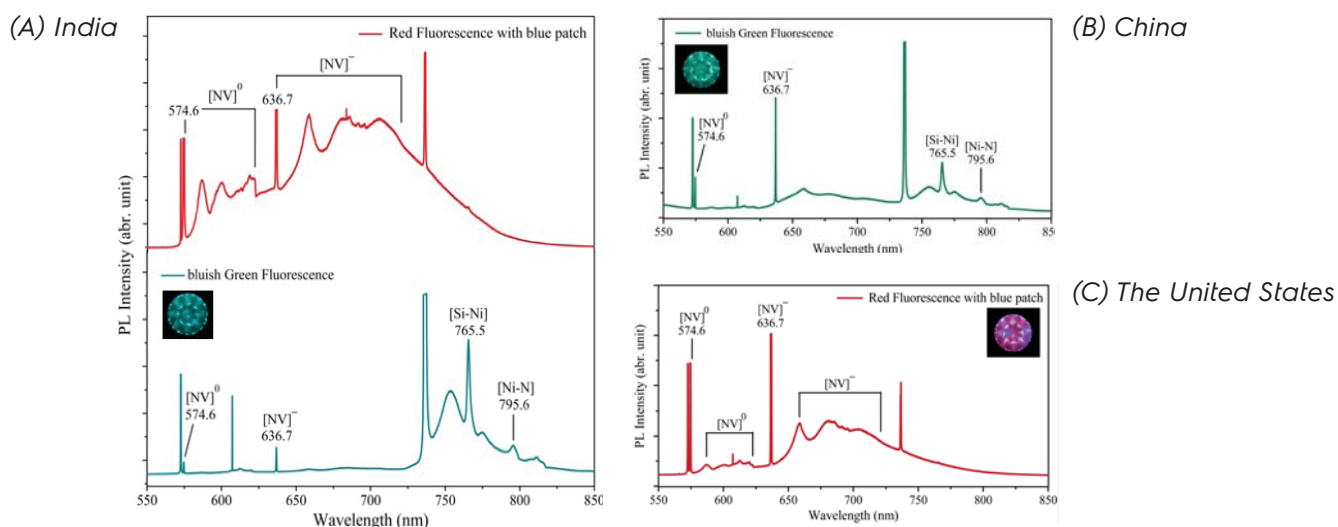 (A) India
Red Fluorescence with blue patch
[NV]⁻
[NV]⁰
636.7
574.6
PL Intensity (abr. unit)
bluish Green Fluorescence
[Si-Ni]
765.5
[NV]⁰
574.6
[NV]⁻
636.7
[Ni-N]
795.6
550 600 650 700 750 800 850
Wavelength (nm)
(B) China
bluish Green Fluorescence
[NV]⁻
636.7
[NV]⁰
574.6
[Si-Ni]
765.5
[Ni-N]
795.6
PL Intensity (abr. unit)
550 600 650 700 750 800 85
Wavelength (nm)
(C) The United States
Red Fluorescence with blue patch
[NV]⁰
574.6
[NV]⁻
636.7
[NV]⁻
[NV]⁰
PL Intensity (abr. unit)
550 600 650 700 750 800 850
Wavelength (nm)